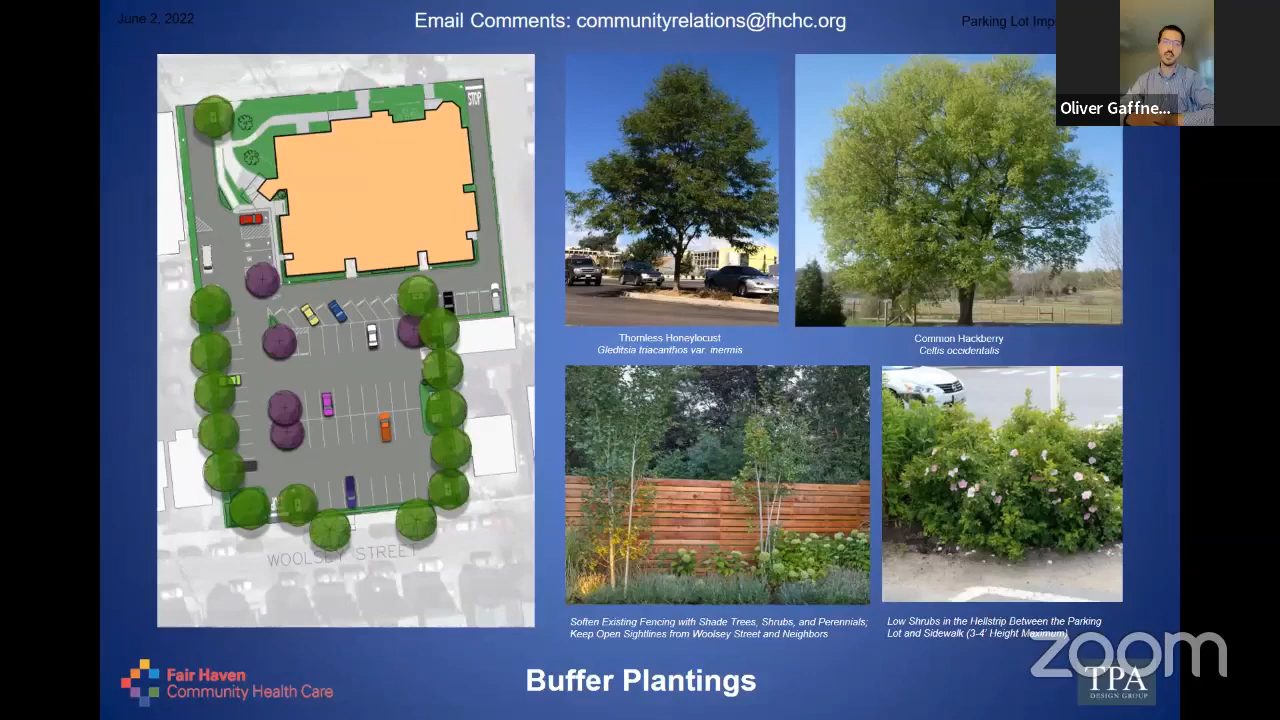 June 2, 2022
Email Comments: communityrelations@fhchc.org
Parking Lot Imp
Oliver Gaffne...
STOP
WOOLSEY STREET
Thornless Honeylocust
Gleditsia triacanthos var. inermis
Common Hackberry
Celtis occidentalis
Soften Existing Fencing with Shade Trees, Shrubs, and Perennials;
Keep Open Sightlines from Woolsey Street and Neighbors
Low Shrubs in the Hellstrip Between the Parking
Lot and Sidewalk (3-4' Height Maximum)
Fair Haven
Community Health Care
Buffer Plantings
zoom
TPA
DESIGN GROUP